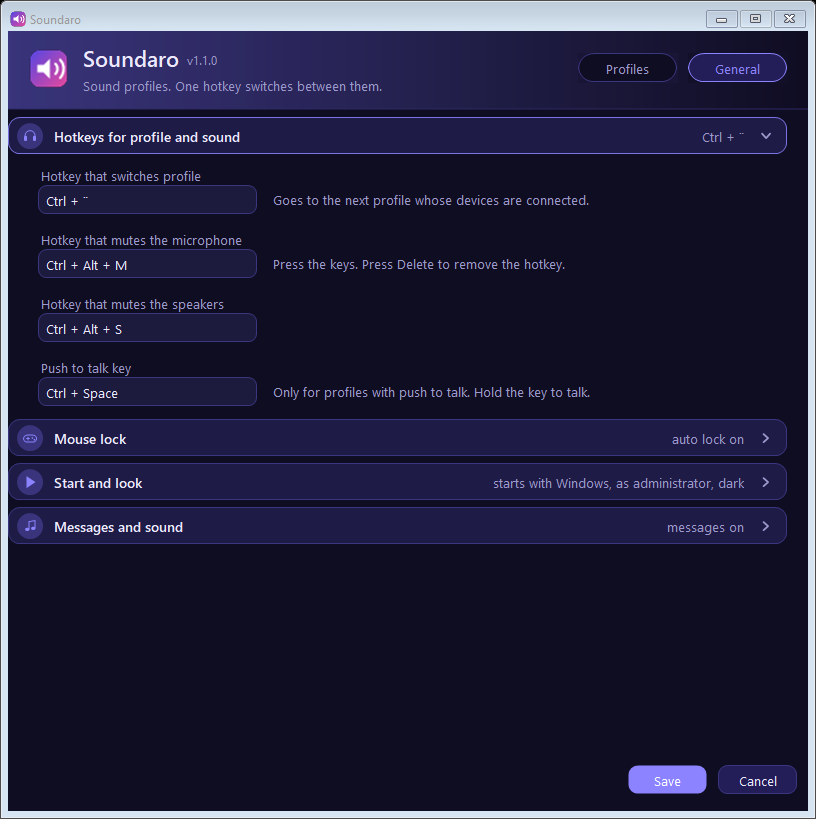 Soundaro
Soundaro v1.1.0
Sound profiles. One hotkey switches between them.
Profiles
General
Hotkeys for profile and sound
Ctrl + ¨
Hotkey that switches profile
Ctrl + ¨
Goes to the next profile whose devices are connected.
Hotkey that mutes the microphone
Ctrl + Alt + M
Press the keys. Press Delete to remove the hotkey.
Hotkey that mutes the speakers
Ctrl + Alt + S
Push to talk key
Ctrl + Space
Only for profiles with push to talk. Hold the key to talk.
Mouse lock
auto lock on
Start and look
starts with Windows, as administrator, dark
Messages and sound
messages on
Save
Cancel